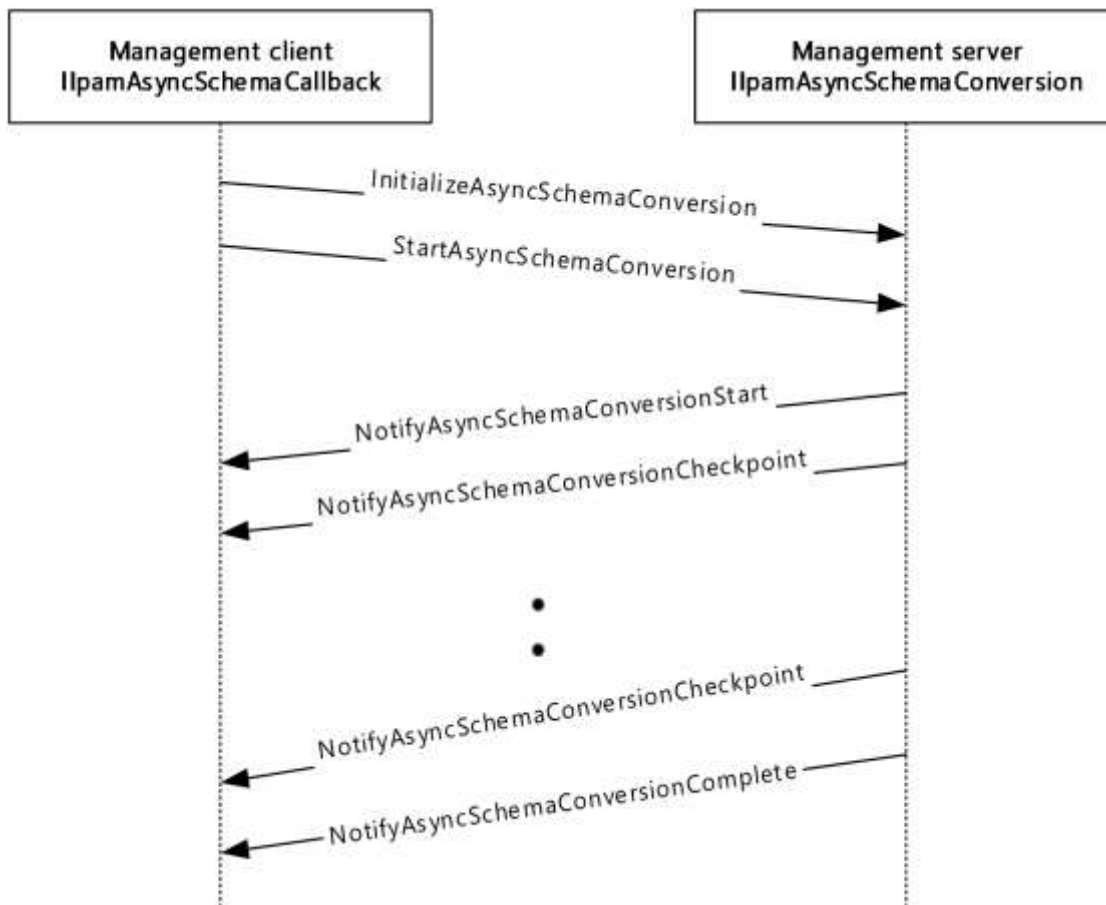 Management client
IIpamAsyncSchemaCallback
Management server
IIpamAsyncSchemaConversion
InitializeAsyncSchemaConversion
StartAsyncSchemaConversion
NotifyAsyncSchemaConversionStart
NotifyAsyncSchemaConversionCheckpoint
NotifyAsyncSchemaConversionCheckpoint
NotifyAsyncSchemaConversionComplete